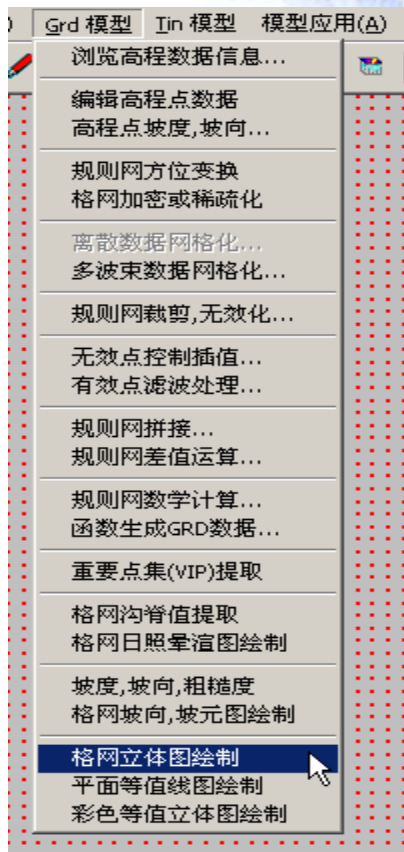 ) Grd 模型 Tin 模型 模型应用(A)
浏览高程数据信息...
编辑高程点数据
高程点坡度,坡向...
规则网方位变换
格网加密或稀疏化
离散数据网格化...
多波束数据网格化...
规则网裁剪,无效化...
无效点控制插值...
有效点滤波处理...
规则网拼接...
规则网差值运算...
规则网数学计算...
函数生成GRD数据...
重要点集(VIP)提取
格网沟脊值提取
格网日照晕渲图绘制
坡度,坡向,粗糙度
格网坡向,坡元图绘制
格网立体图绘制
平面等值线图绘制
彩色等值立体图绘制